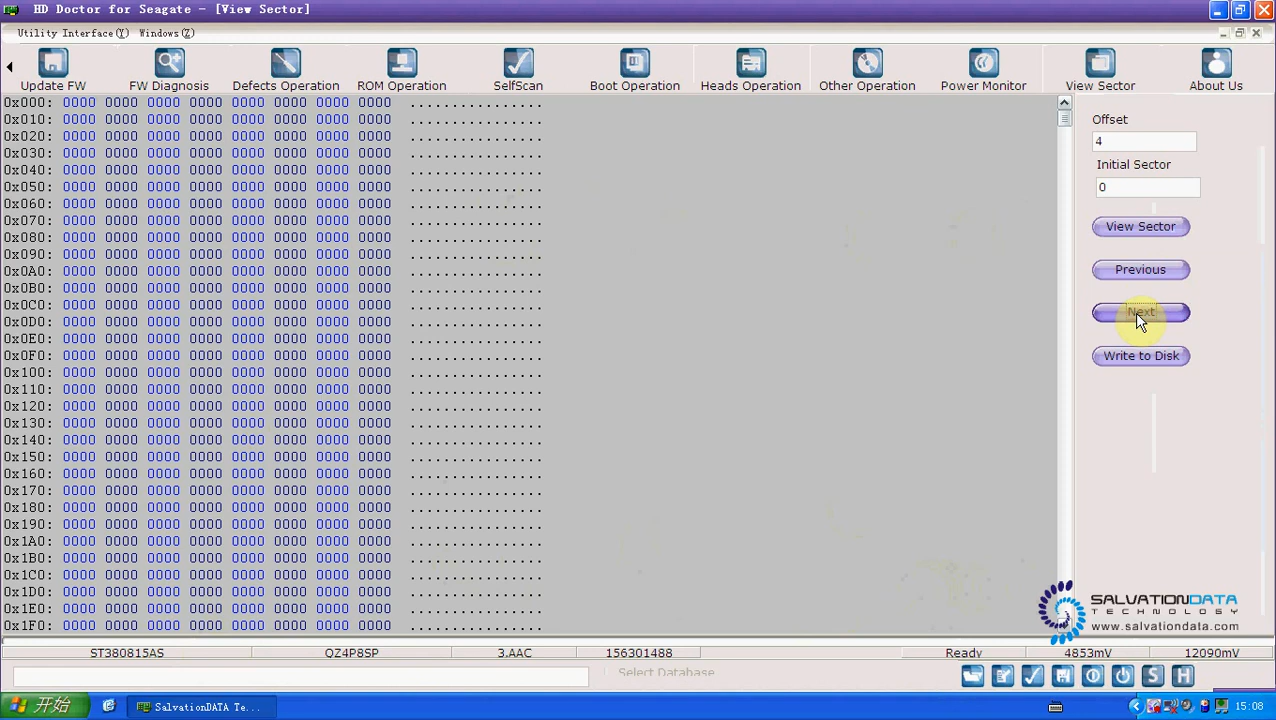 HD Doctor for Seagate - [View Sector]
Utility Interface(Y) Windows(Z)
Update FW FW Diagnosis Defects Operation ROM Operation SelfScan Boot Operation Heads Operation Other Operation Power Monitor View Sector About Us
0x000: 0000 0000 0000 0000 0000 0000 0000 0000 ................
0x010: 0000 0000 0000 0000 0000 0000 0000 0000 ................
0x020: 0000 0000 0000 0000 0000 0000 0000 0000 ................
0x030: 0000 0000 0000 0000 0000 0000 0000 0000 ................
0x040: 0000 0000 0000 0000 0000 0000 0000 0000 ................
0x050: 0000 0000 0000 0000 0000 0000 0000 0000 ................
0x060: 0000 0000 0000 0000 0000 0000 0000 0000 ................
0x070: 0000 0000 0000 0000 0000 0000 0000 0000 ................
0x080: 0000 0000 0000 0000 0000 0000 0000 0000 ................
0x090: 0000 0000 0000 0000 0000 0000 0000 0000 ................
0x0A0: 0000 0000 0000 0000 0000 0000 0000 0000 ................
0x0B0: 0000 0000 0000 0000 0000 0000 0000 0000 ................
0x0C0: 0000 0000 0000 0000 0000 0000 0000 0000 ................
0x0D0: 0000 0000 0000 0000 0000 0000 0000 0000 ................
0x0E0: 0000 0000 0000 0000 0000 0000 0000 0000 ................
0x0F0: 0000 0000 0000 0000 0000 0000 0000 0000 ................
0x100: 0000 0000 0000 0000 0000 0000 0000 0000 ................
0x110: 0000 0000 0000 0000 0000 0000 0000 0000 ................
0x120: 0000 0000 0000 0000 0000 0000 0000 0000 ................
0x130: 0000 0000 0000 0000 0000 0000 0000 0000 ................
0x140: 0000 0000 0000 0000 0000 0000 0000 0000 ................
0x150: 0000 0000 0000 0000 0000 0000 0000 0000 ................
0x160: 0000 0000 0000 0000 0000 0000 0000 0000 ................
0x170: 0000 0000 0000 0000 0000 0000 0000 0000 ................
0x180: 0000 0000 0000 0000 0000 0000 0000 0000 ................
0x190: 0000 0000 0000 0000 0000 0000 0000 0000 ................
0x1A0: 0000 0000 0000 0000 0000 0000 0000 0000 ................
0x1B0: 0000 0000 0000 0000 0000 0000 0000 0000 ................
0x1C0: 0000 0000 0000 0000 0000 0000 0000 0000 ................
0x1D0: 0000 0000 0000 0000 0000 0000 0000 0000 ................
0x1E0: 0000 0000 0000 0000 0000 0000 0000 0000 ................
0x1F0: 0000 0000 0000 0000 0000 0000 0000 0000 ................
Offset
4
Initial Sector
0
View Sector
Previous
Next
Write to Disk
SALVATIONDATA
TECHNOLOGY
www.salvationdata.com
ST380815AS QZ4P8SP 3.AAC 156301488 Ready 4853mV 12090mV
Select Database
S H
开始 SalvationDATA Te... 15:08